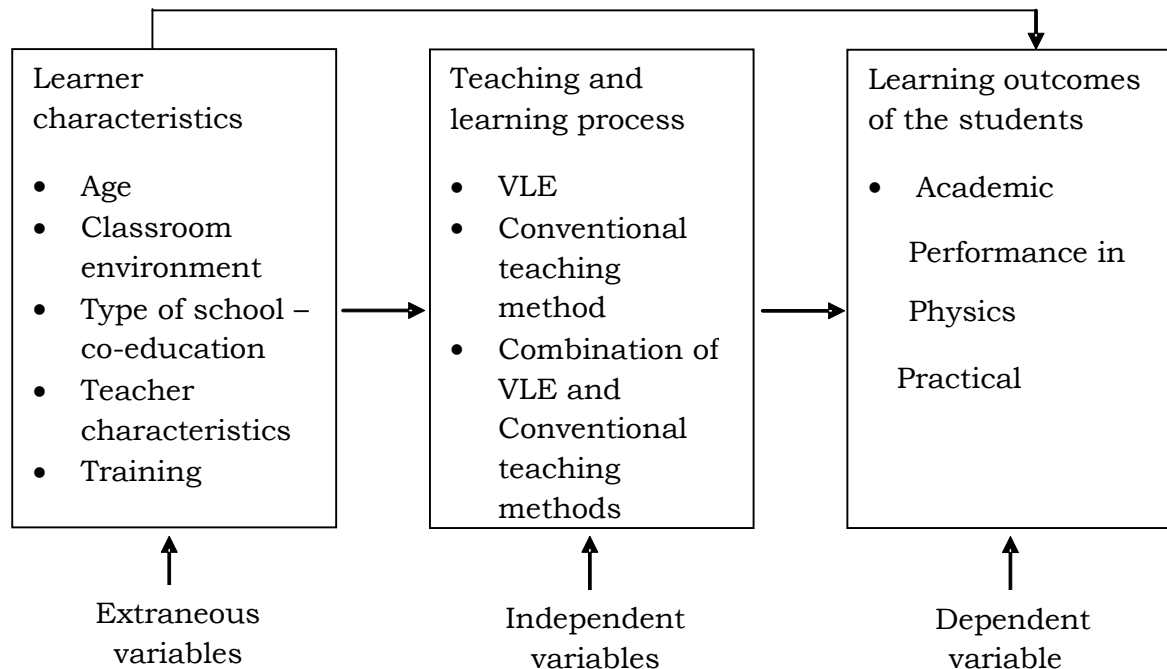 Learner
characteristics
• Age
• Classroom
environment
• Type of school –
co-education
• Teacher
characteristics
• Training
Teaching and
learning process
• VLE
• Conventional
teaching
method
• Combination of
VLE and
Conventional
teaching
methods
Learning outcomes
of the students
• Academic
Performance in
Physics
Practical
Extraneous
variables
Independent
variables
Dependent
variable